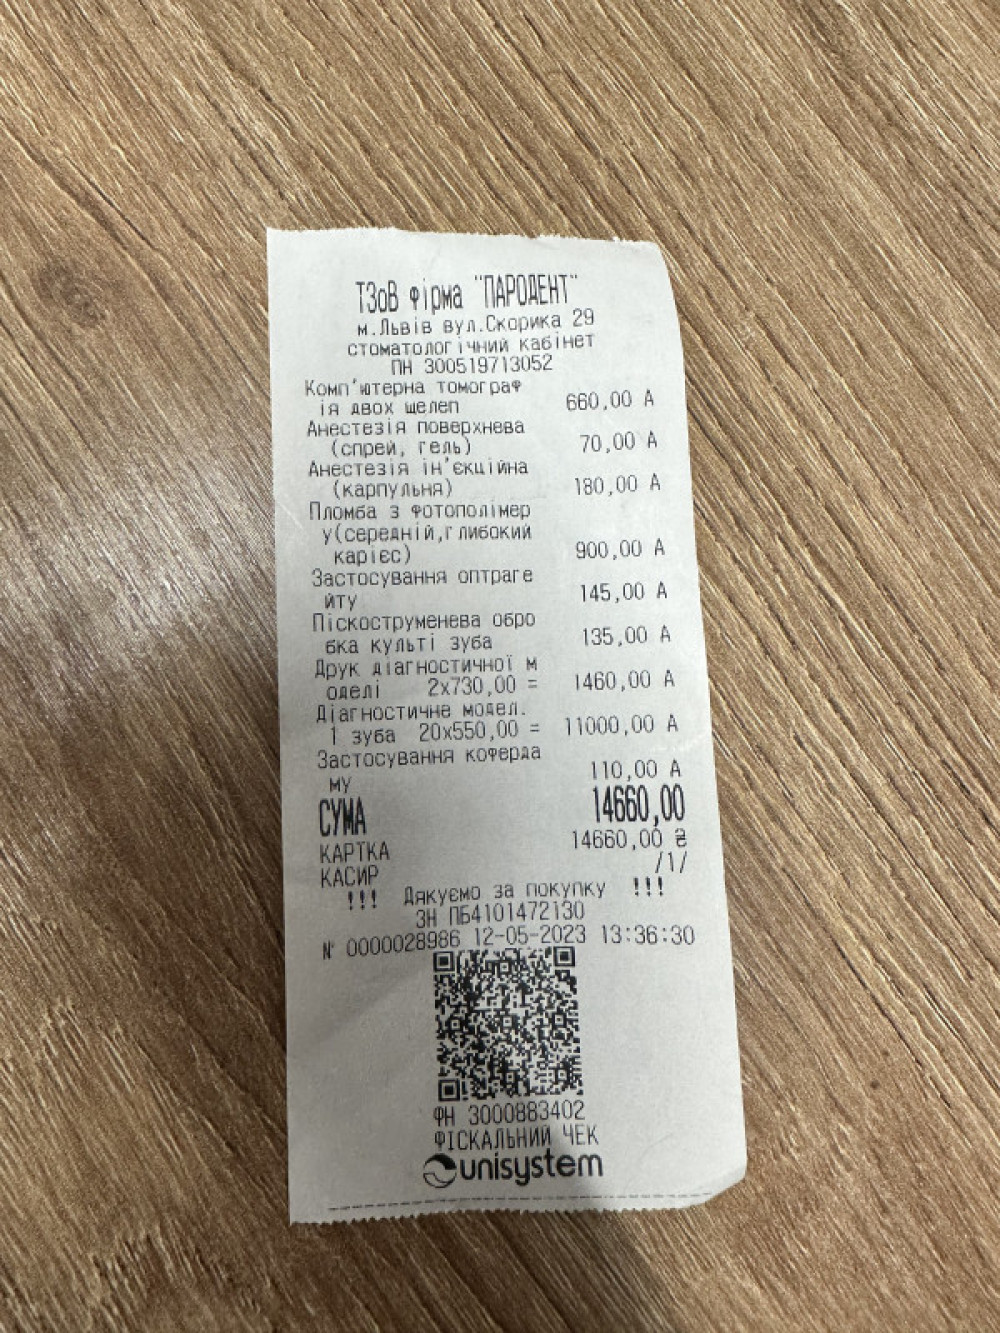 ТЗоВ фірма "ПАРОДЕНТ"
м.Львів вул.Скорика 29
стоматологічний кабінет
ПН 300519713052
Комп'ютерна томограф
ія двох щелеп 660,00 А
Анестезія поверхнева
(спрей, гель) 70,00 А
Анестезія ін'єкційна
(карпульня) 180,00 А
Пломба з фотополімер
у(середній,глибокий
карієс) 900,00 А
Застосування оптраге
йту 145,00 А
Піскоструменева обро
бка культі зуба 135,00 А
Друк діагностичної м
оделі 2х730,00 = 1460,00 А
Діагностичне модел.
1 зуба 20х550,00 = 11000,00 А
Застосування коферда
му 110,00 А
СУМА 14660,00
КАРТКА 14660,00 ₴
КАСИР /1/
!!! Дякуємо за покупку !!!
ЗН ПБ4101472130
№ 0000028986 12-05-2023 13:36:30
ФН 3000883402
ФІСКАЛЬНИЙ ЧЕК
unisystem